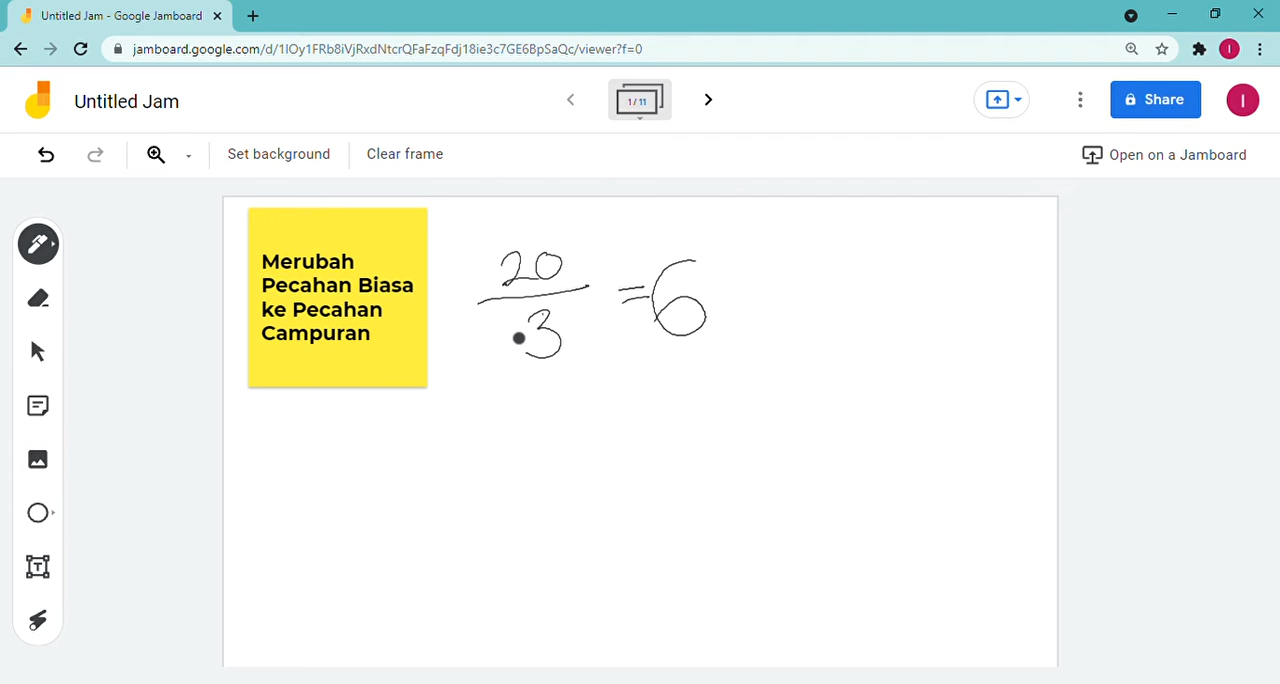 Untitled Jam - Google Jamboard
jamboard.google.com/d/1IOy1FRb8iVjRxdNtcrQFaFzqFdj18ie3c7GE6BpSaQc/viewer?f=0
I
Untitled Jam
1 / 11
Share
I
Set background
Clear frame
Open on a Jamboard
Merubah
Pecahan Biasa
ke Pecahan
Campuran
20
= 6
3
T